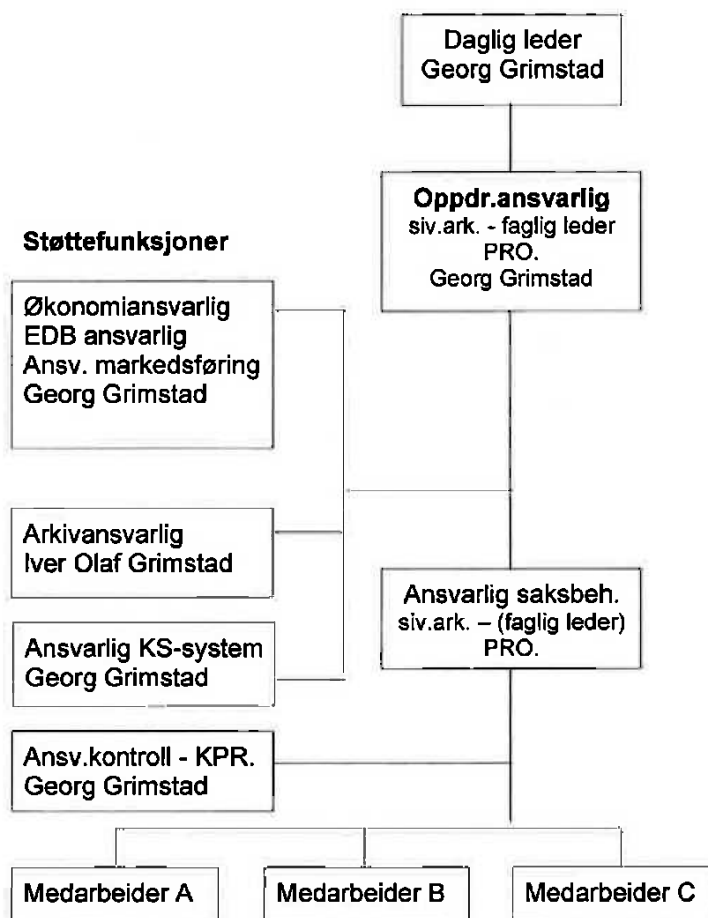 Daglig leder
Georg Grimstad
Oppdr.ansvarlig
siv.ark. - faglig leder
PRO.
Georg Grimstad
Støttefunksjoner
Økonomiansvarlig
EDB ansvarlig
Ansv. markedsføring
Georg Grimstad
Arkivansvarlig
Iver Olaf Grimstad
Ansvarlig saksbeh.
siv.ark. – (faglig leder)
PRO.
Ansvarlig KS-system
Georg Grimstad
Ansv.kontroll - KPR.
Georg Grimstad
Medarbeider A
Medarbeider B
Medarbeider C